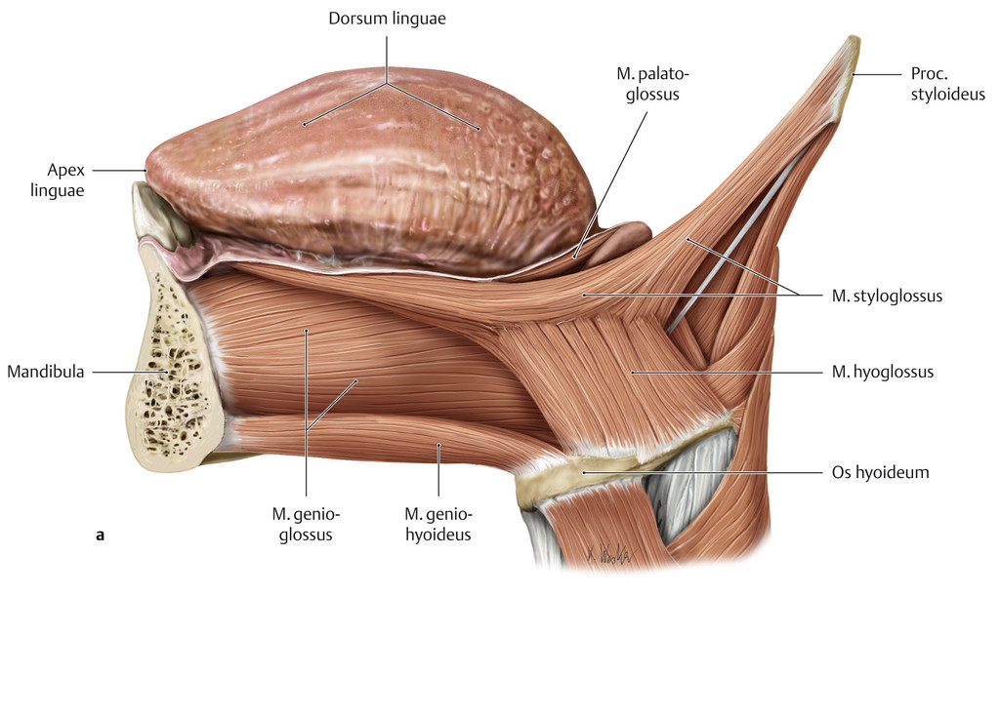 Dorsum linguae
M. palato-
glossus
Proc.
styloideus
Apex
linguae
M. styloglossus
Mandibula
M. hyoglossus
Os hyoideum
M. genio-
glossus
M. genio-
hyoideus
a